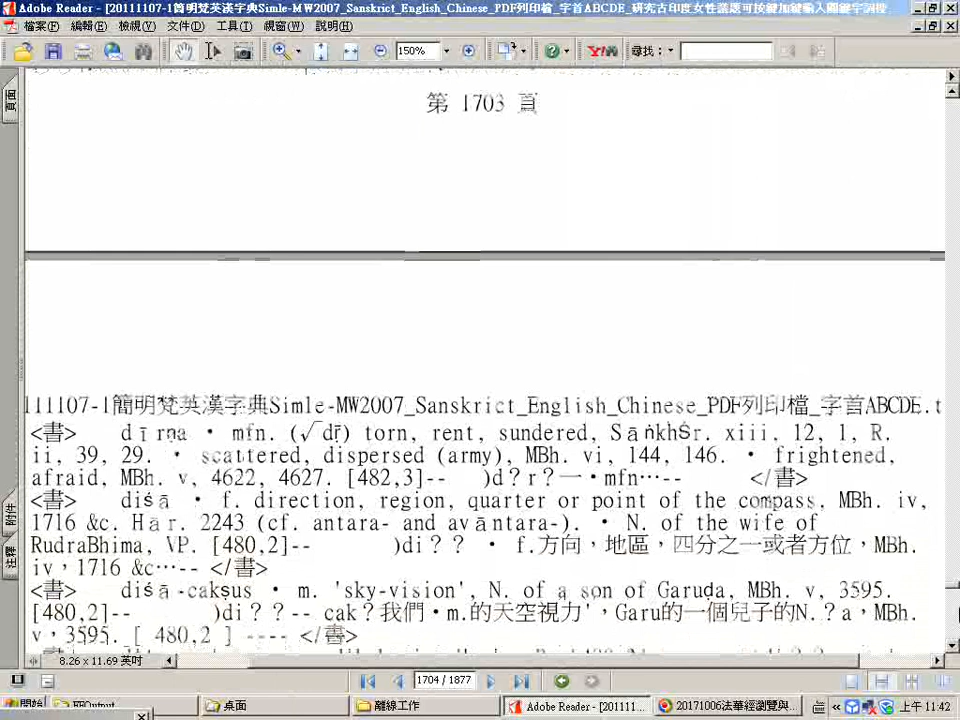 Adobe Reader - [20111107-1簡明梵英漢字典Simle-MW2007_Sanskrict_English_Chinese_PDF列印檔_字首ABCDE_研究古印度女性議題可按鍵加鍵輸入關鍵字詞搜
檔案(F) 編輯(E) 檢視(V) 文件(D) 工具(T) 視窗(W) 說明(H)
150% Y! 尋找：
頁面
第 1703 頁
111107-1簡明梵英漢字典Simle-MW2007_Sanskrict_English_Chinese_PDF列印檔_字首ABCDE.t
<書> dīrṇa • mfn. (√dṝ) torn, rent, sundered, SāṅkhŚr. xiii. 12, 1, R.
ii, 39, 29. • scattered, dispersed (army), MBh. vi, 144, 146. • frightened,
afraid, MBh. v, 4622, 4627. [482,3]-- )d？r？一•mfn…-- </書>
<書> diśā • f. direction, region, quarter or point of the compass, MBh. iv,
1716 &c. Hār. 2243 (cf. antara- and avāntara-). • N. of the wife of
RudraBhima, VP. [480,2]-- )di？？ • f.方向，地區，四分之一或者方位，MBh.
iv，1716 &c…-- </書>
<書> diśā-cakṣus • m. 'sky-vision', N. of a son of Garuḍa, MBh. v, 3595.
[480,2]-- )di？？-- cak？我們•m.的天空視力'，Garu的一個兒子的N.？a，MBh.
v，3595. [ 480,2 ] ---- </書>
附件
註釋
8.26 x 11.69 英吋
1704 / 1877
開始 桌面 離線工作 Adobe Reader - [2011... 20171006法華經瀏覽與... 上午 11:42